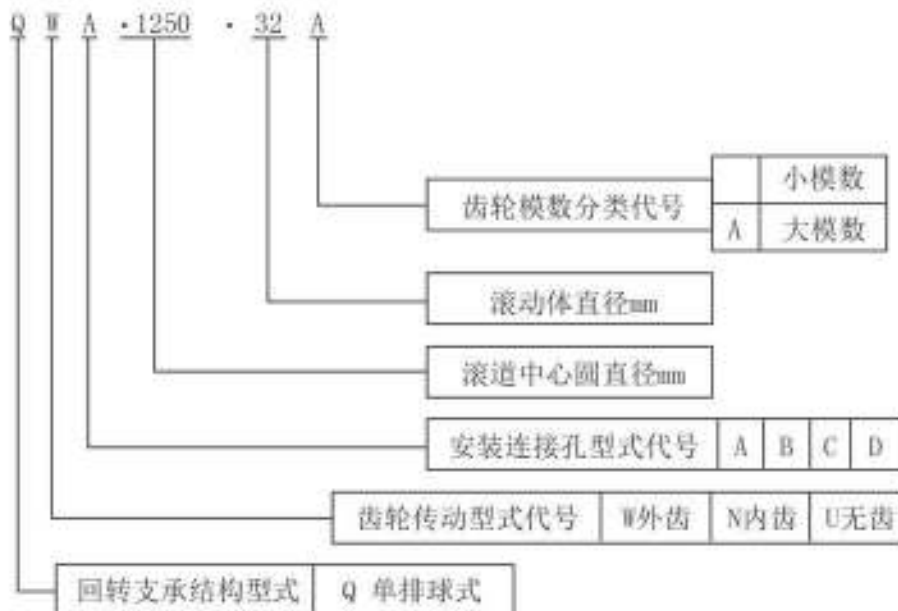 Q W A ·1250 · 32 A
小模数
齿轮模数分类代号
A 大模数
滚动体直径mm
滚道中心圆直径mm
安装连接孔型式代号 A B C D
齿轮传动型式代号 W外齿 N内齿 U无齿
回转支承结构型式 Q 单排球式